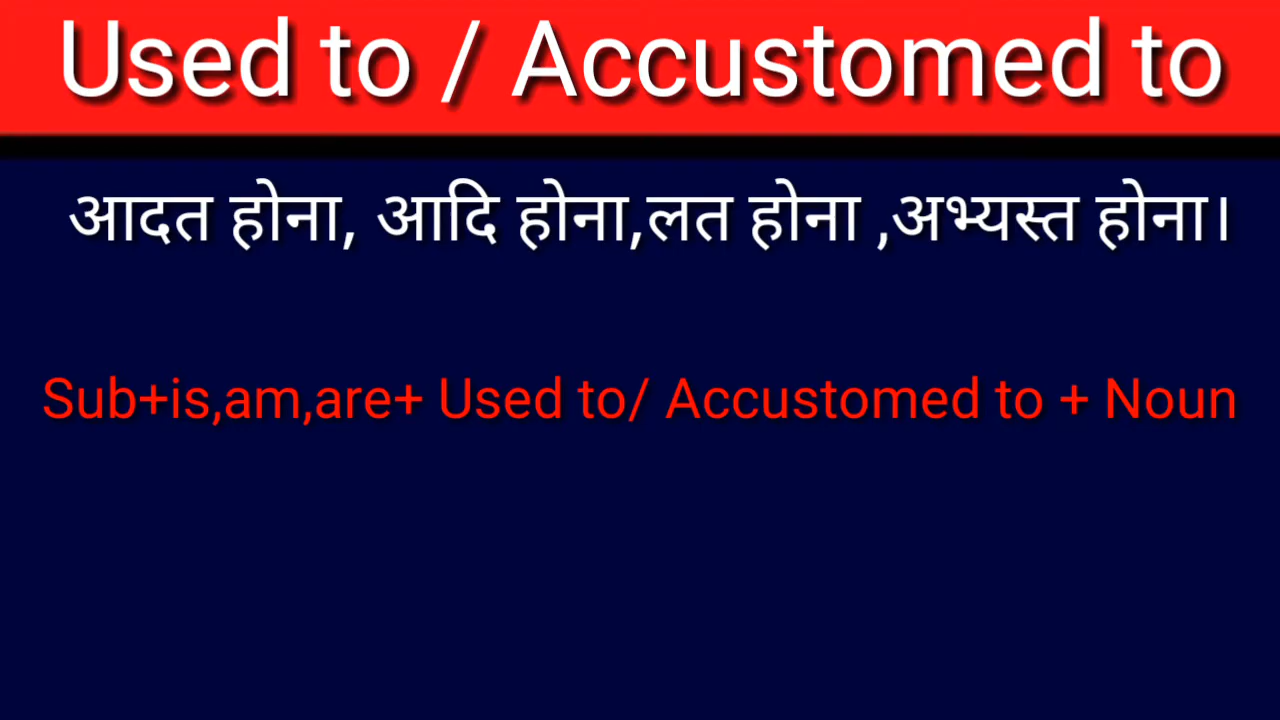 Used to / Accustomed to
आदत होना, आदि होना,लत होना ,अभ्यस्त होना।
Sub+is,am,are+ Used to/ Accustomed to + Noun